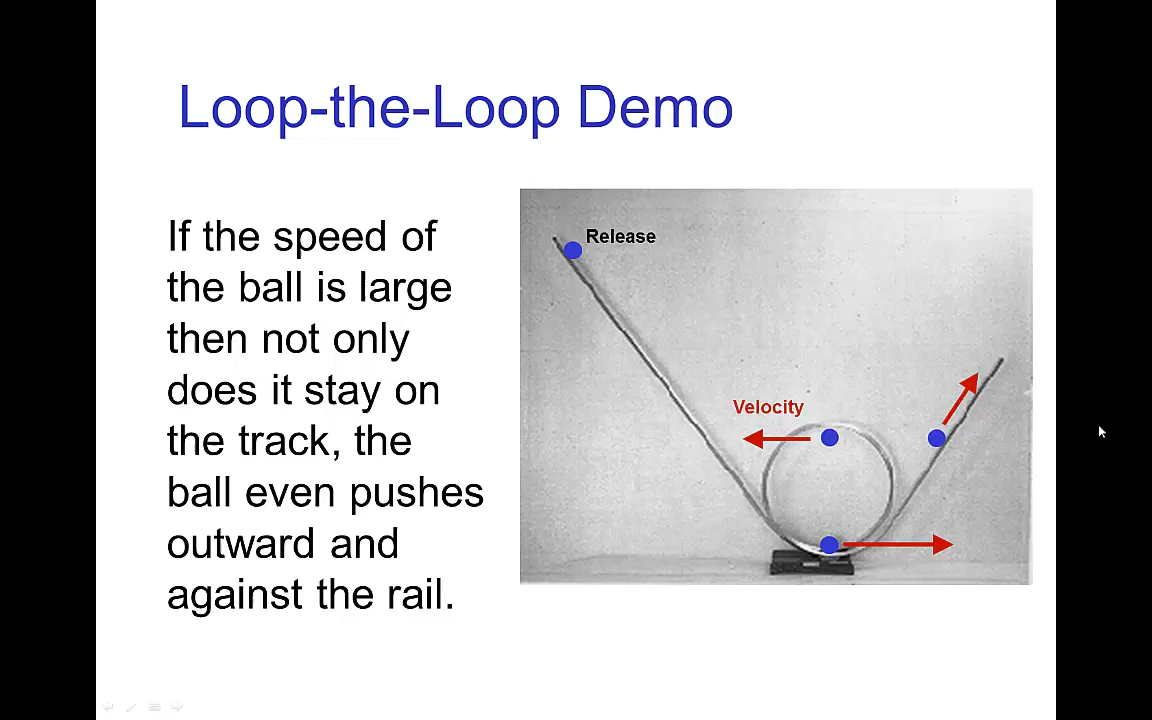 Loop-the-Loop Demo
If the speed of
the ball is large
then not only
does it stay on
the track, the
ball even pushes
outward and
against the rail.
Release
Velocity